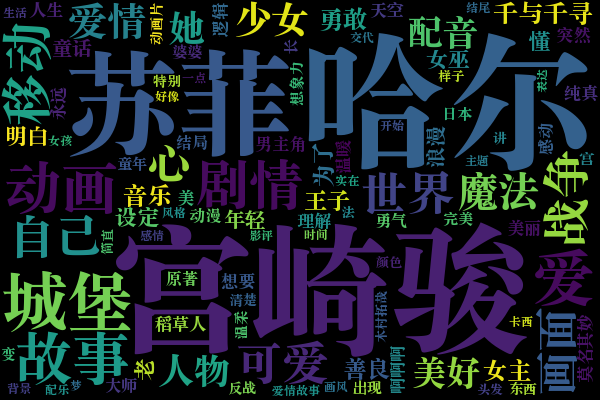 生活
人生
爱情
动画片
她
逻辑
少女
勇敢
天空
交代
结尾
千与千寻
移动
童话
婆婆
长
配音
懂
突然
永远
苏菲
哈尔
特别
一点
好像
想象力
女巫
样子
表达
纯真
明白
女孩
心
结局
男主角
温暖
开始
日本
浪漫
讲
感动
童年
为了
主题
宫
动画
剧情
音乐
美
实在
王子
世界
魔法
战争
设定
风格
动漫
年轻
理解
法
勇气
完美
美丽
自己
简直
感情
影评
时间
宫崎骏
颜色
爱
城堡
原著
想要
清楚
稻草人
温柔
木村拓哉
卡西
画面
莫名其妙
变
故事
老
人物
可爱
善良
啊啊啊
美好
女主
背景
配乐
梦
大师
反战
爱情故事
画风
出现
头发
东西